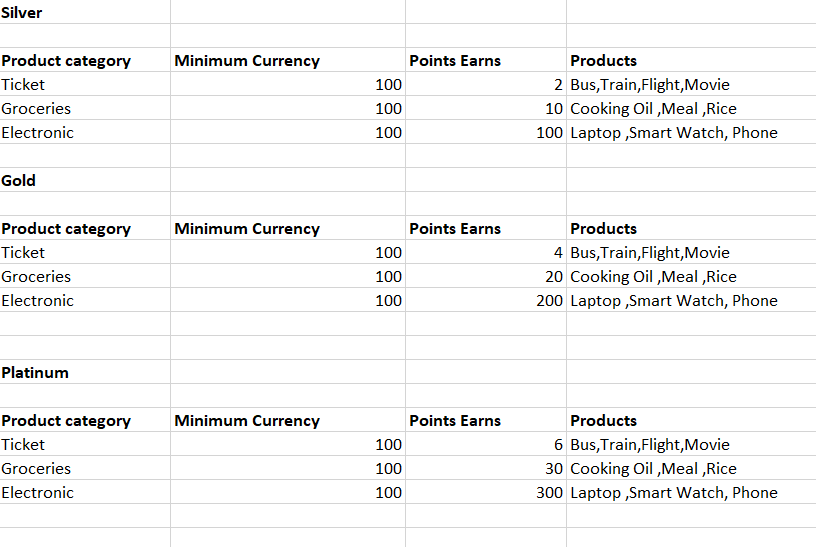 Silver
Product category Minimum Currency Points Earns Products
Ticket 100 2 Bus,Train,Flight,Movie
Groceries 100 10 Cooking Oil ,Meal ,Rice
Electronic 100 100 Laptop ,Smart Watch, Phone
Gold
Product category Minimum Currency Points Earns Products
Ticket 100 4 Bus,Train,Flight,Movie
Groceries 100 20 Cooking Oil ,Meal ,Rice
Electronic 100 200 Laptop ,Smart Watch, Phone
Platinum
Product category Minimum Currency Points Earns Products
Ticket 100 6 Bus,Train,Flight,Movie
Groceries 100 30 Cooking Oil ,Meal ,Rice
Electronic 100 300 Laptop ,Smart Watch, Phone